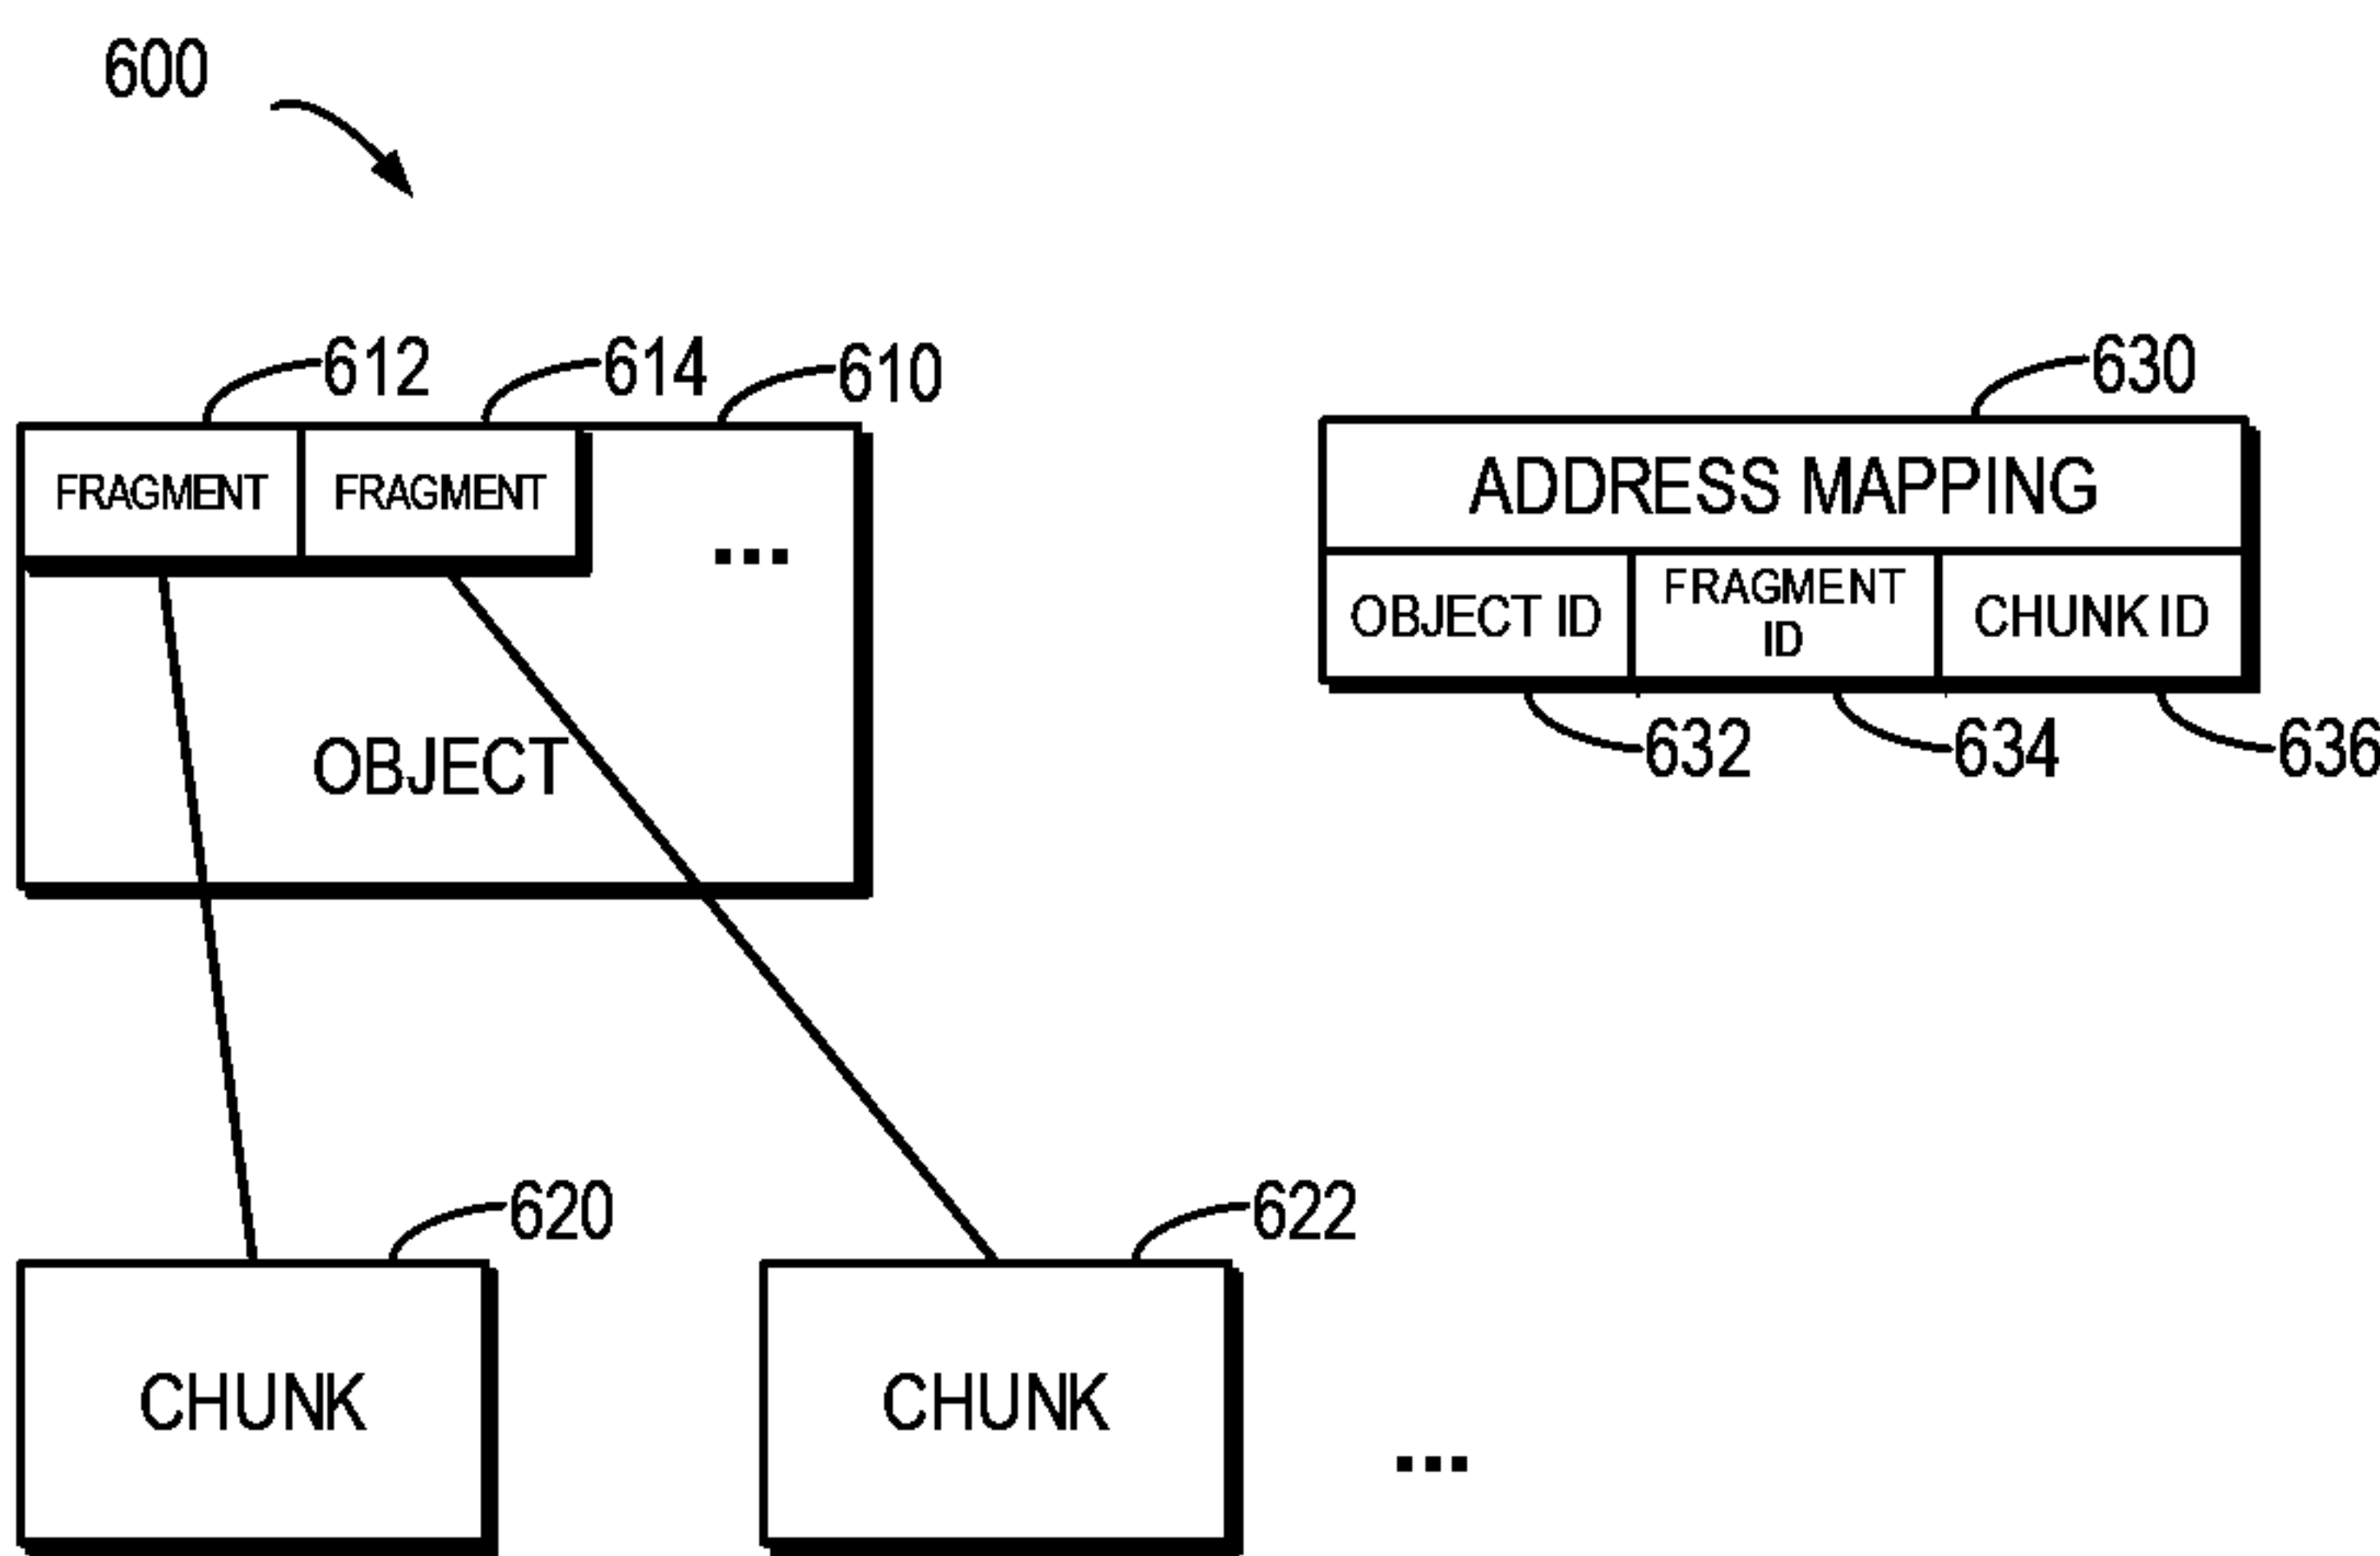 600
612
614
610
630
FRAGMENT
FRAGMENT
...
ADDRESS MAPPING
OBJECT ID
FRAGMENT
ID
CHUNK ID
632
634
636
OBJECT
620
622
CHUNK
CHUNK
...